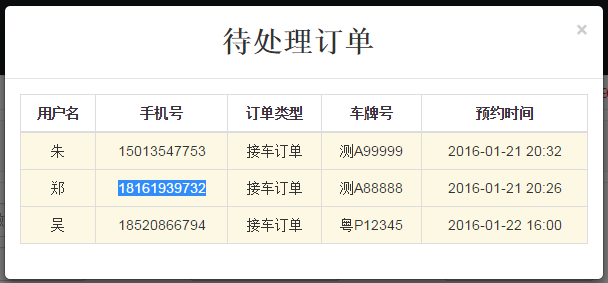 待处理订单
×
用户名 手机号 订单类型 车牌号 预约时间
朱 15013547753 接车订单 测A99999 2016-01-21 20:32
郑 18161939732 接车订单 测A88888 2016-01-21 20:26
吴 18520866794 接车订单 粤P12345 2016-01-22 16:00